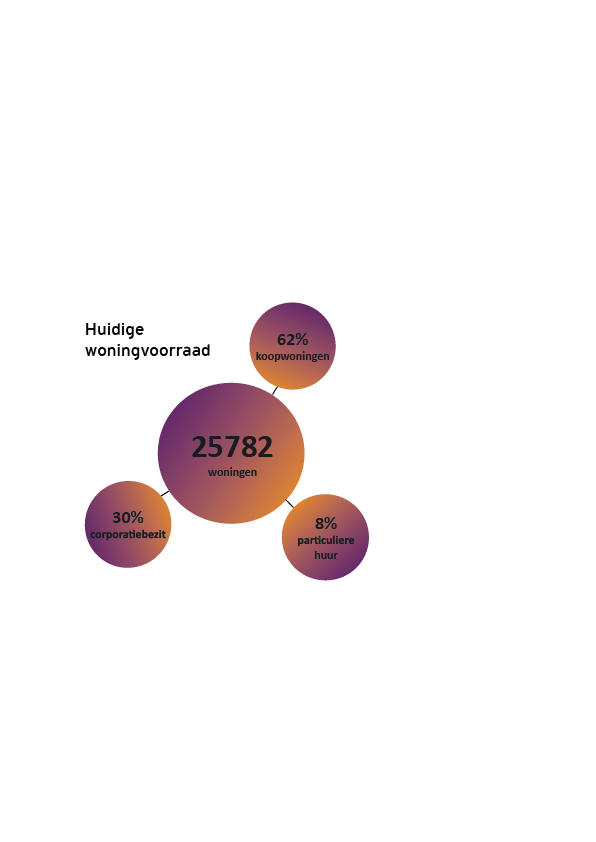 Huidige
woningvoorraad
62%
koopwoningen
25782
woningen
30%
corporatiebezit
8%
particuliere
huur